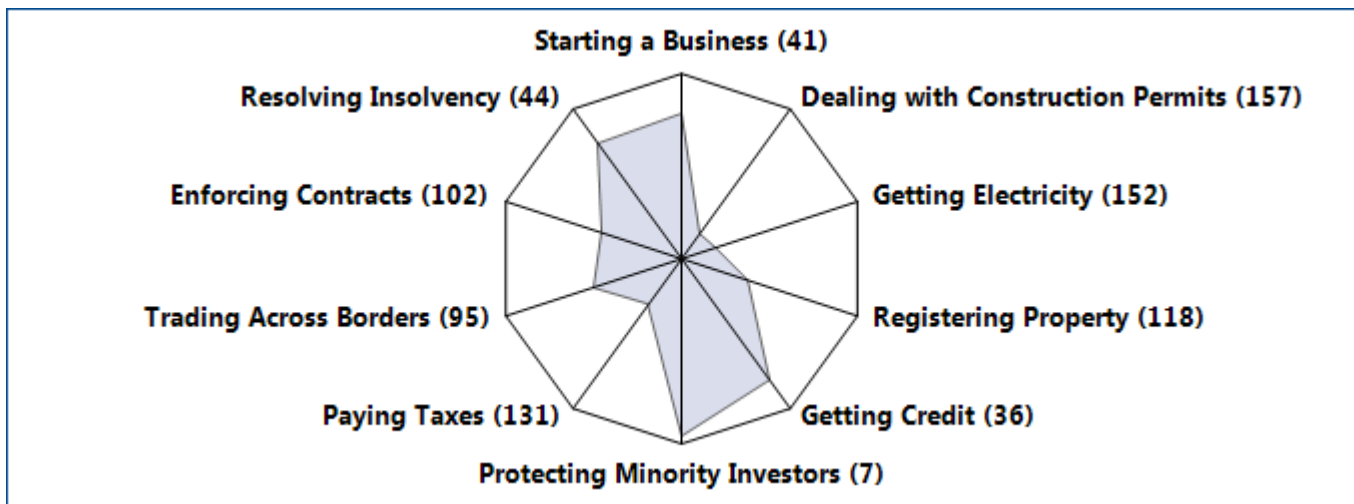 Starting a Business (41)
Resolving Insolvency (44)
Dealing with Construction Permits (157)
Enforcing Contracts (102)
Getting Electricity (152)
Trading Across Borders (95)
Registering Property (118)
Paying Taxes (131)
Getting Credit (36)
Protecting Minority Investors (7)